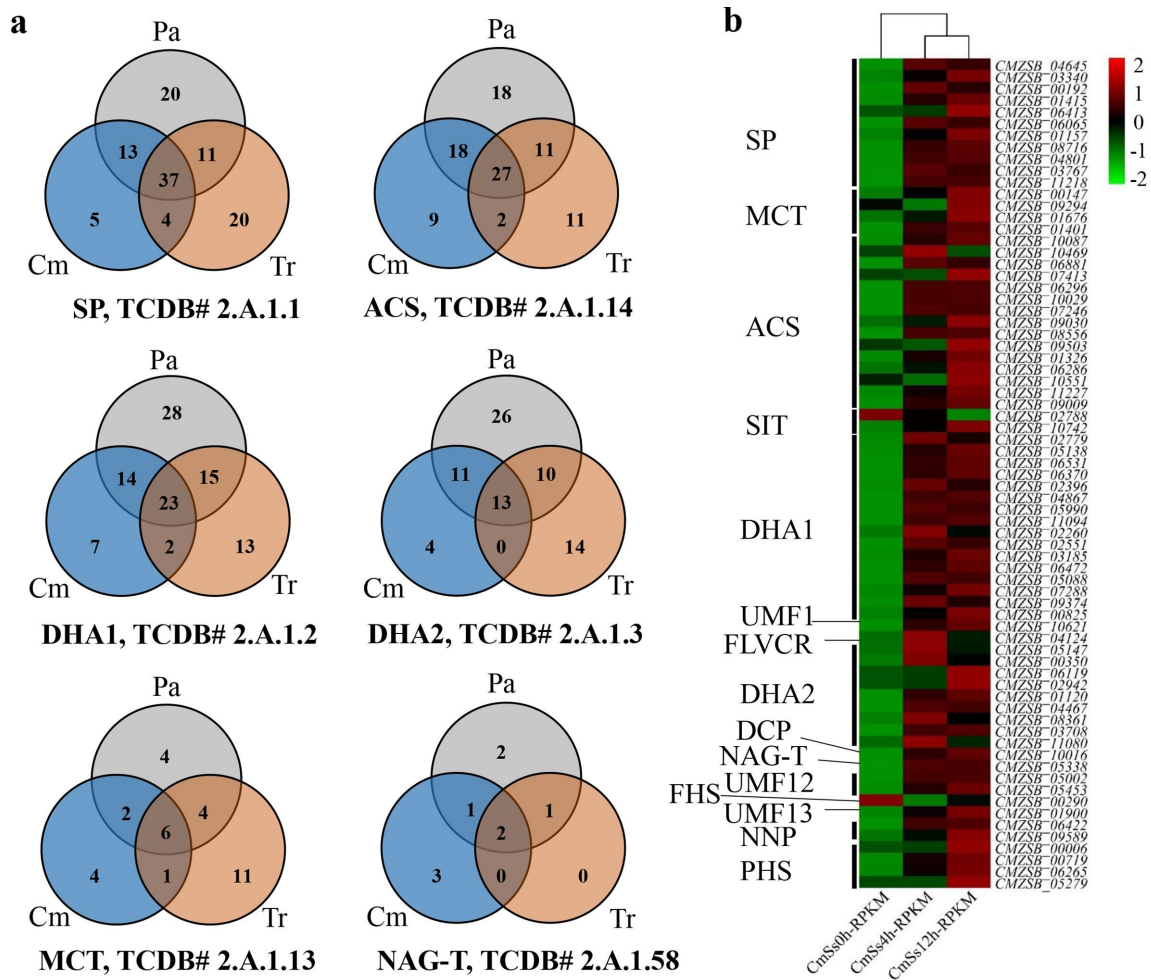 a
Pa
20
13
11
37
5
4
20
Cm
Tr
SP, TCDB# 2.A.1.1
Pa
18
18
11
27
9
2
11
Cm
Tr
ACS, TCDB# 2.A.1.14
Pa
28
14
15
23
7
2
13
Cm
Tr
DHA1, TCDB# 2.A.1.2
Pa
26
11
10
13
4
0
14
Cm
Tr
DHA2, TCDB# 2.A.1.3
Pa
4
2
4
6
4
1
11
Cm
Tr
MCT, TCDB# 2.A.1.13
Pa
2
1
1
2
3
0
0
Cm
Tr
NAG-T, TCDB# 2.A.1.58
b
SP
MCT
ACS
SIT
DHA1
UMF1
FLVCR
DHA2
DCP
NAG-T
UMF12
FHS
UMF13
NNP
PHS
CMZSB_04645
CMZSB_03340
CMZSB_00192
CMZSB_01415
CMZSB_06413
CMZSB_06065
CMZSB_01157
CMZSB_08716
CMZSB_04801
CMZSB_03767
CMZSB_11218
CMZSB_00147
CMZSB_09294
CMZSB_01676
CMZSB_01401
CMZSB_10087
CMZSB_10469
CMZSB_06881
CMZSB_07413
CMZSB_06296
CMZSB_10029
CMZSB_07246
CMZSB_09030
CMZSB_08556
CMZSB_09503
CMZSB_01326
CMZSB_06286
CMZSB_10551
CMZSB_11227
CMZSB_09009
CMZSB_02788
CMZSB_10742
CMZSB_02779
CMZSB_05138
CMZSB_06531
CMZSB_06370
CMZSB_02396
CMZSB_04867
CMZSB_05990
CMZSB_11094
CMZSB_02260
CMZSB_02551
CMZSB_03185
CMZSB_06472
CMZSB_05088
CMZSB_07288
CMZSB_09374
CMZSB_00825
CMZSB_10621
CMZSB_04124
CMZSB_05147
CMZSB_00350
CMZSB_06119
CMZSB_02942
CMZSB_01120
CMZSB_04467
CMZSB_08361
CMZSB_03708
CMZSB_11080
CMZSB_10016
CMZSB_05338
CMZSB_05002
CMZSB_05453
CMZSB_00290
CMZSB_01900
CMZSB_06422
CMZSB_09589
CMZSB_00006
CMZSB_00719
CMZSB_06265
CMZSB_05279
CmSs0h-RPKM
CmSs4h-RPKM
CmSs12h-RPKM
2
1
0
-1
-2